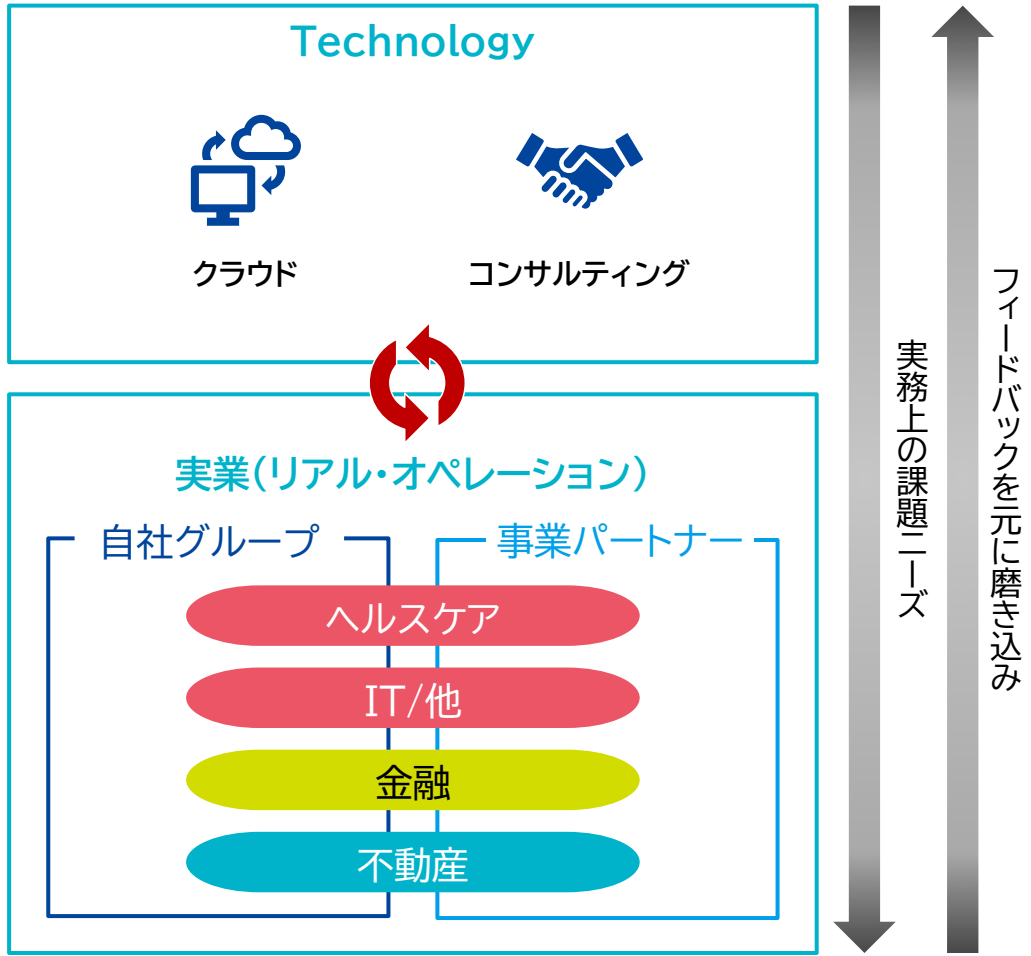 Technology
クラウド
コンサルティング
実業(リアル・オペレーション)
自社グループ
事業パートナー
ヘルスケア
IT/他
金融
不動産
実務上の課題ニーズ
フィードバックを元に磨き込み